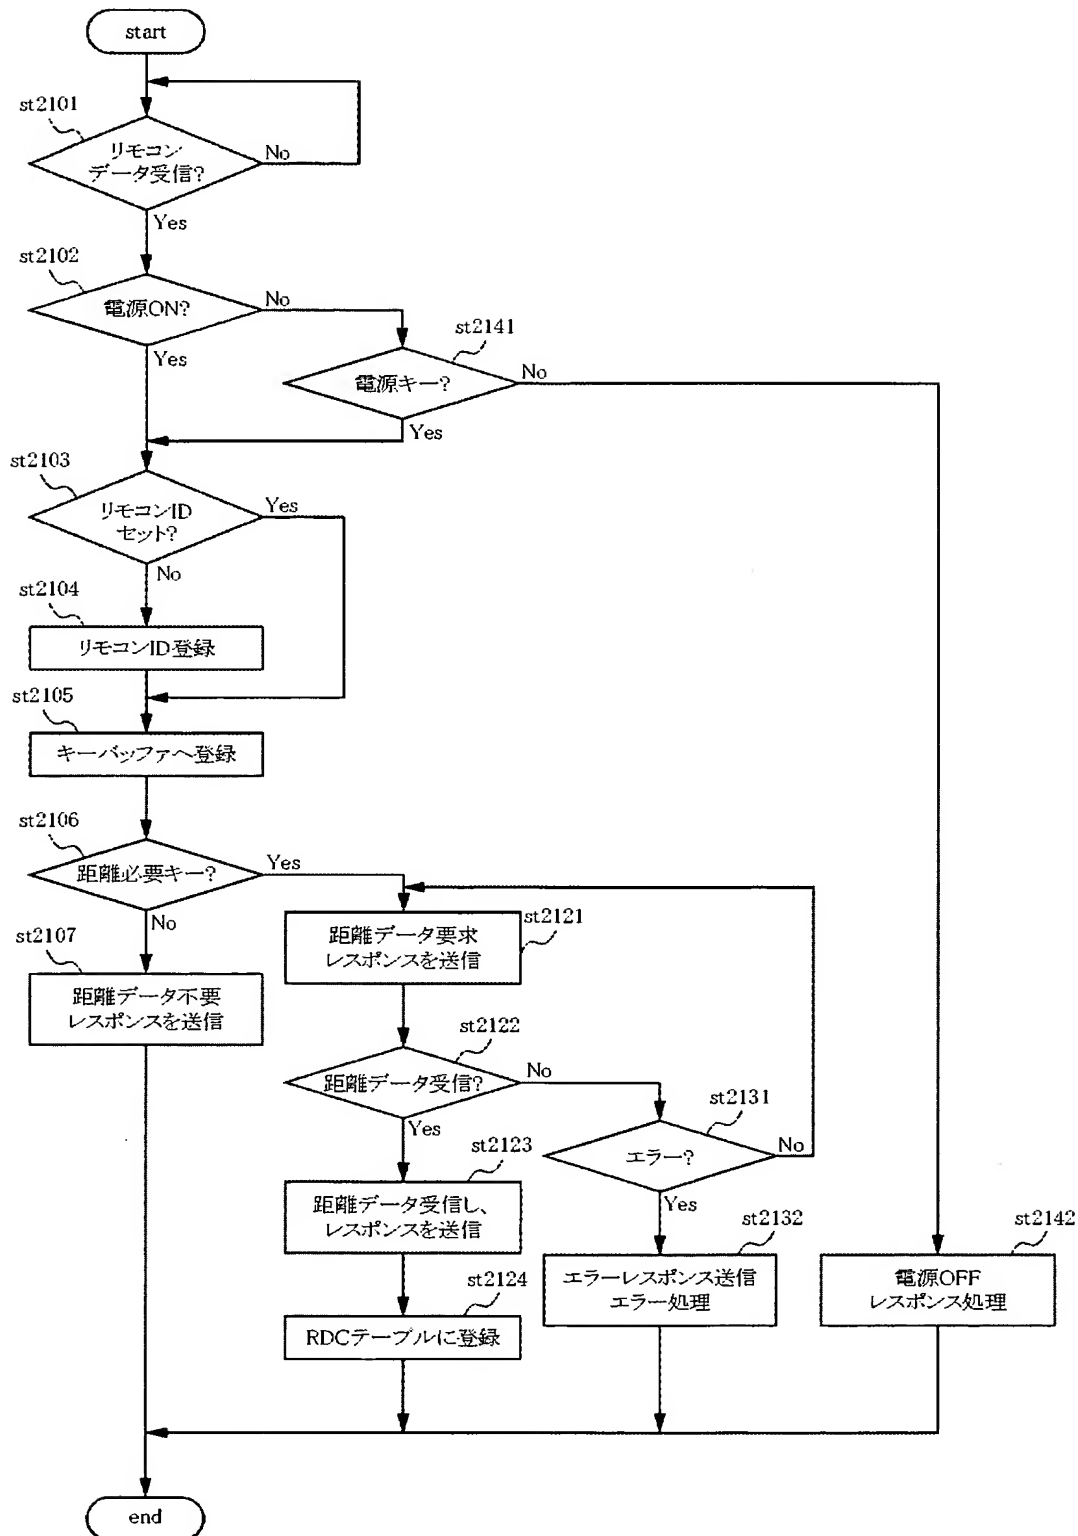 start
st2101
リモコン
データ受信?
No
Yes
st2102
電源ON?
No
Yes
st2141
電源キー?
No
Yes
st2103
リモコンID
セット?
Yes
No
st2104
リモコンID登録
st2105
キーバッファへ登録
st2106
距離必要キー?
Yes
No
st2107
距離データ不要
レスポンスを送信
st2121
距離データ要求
レスポンスを送信
st2122
距離データ受信?
No
Yes
st2131
エラー?
No
Yes
st2123
距離データ受信し、
レスポンスを送信
st2132
エラーレスポンス送信
エラー処理
st2142
電源OFF
レスポンス処理
st2124
RDCテーブルに登録
end